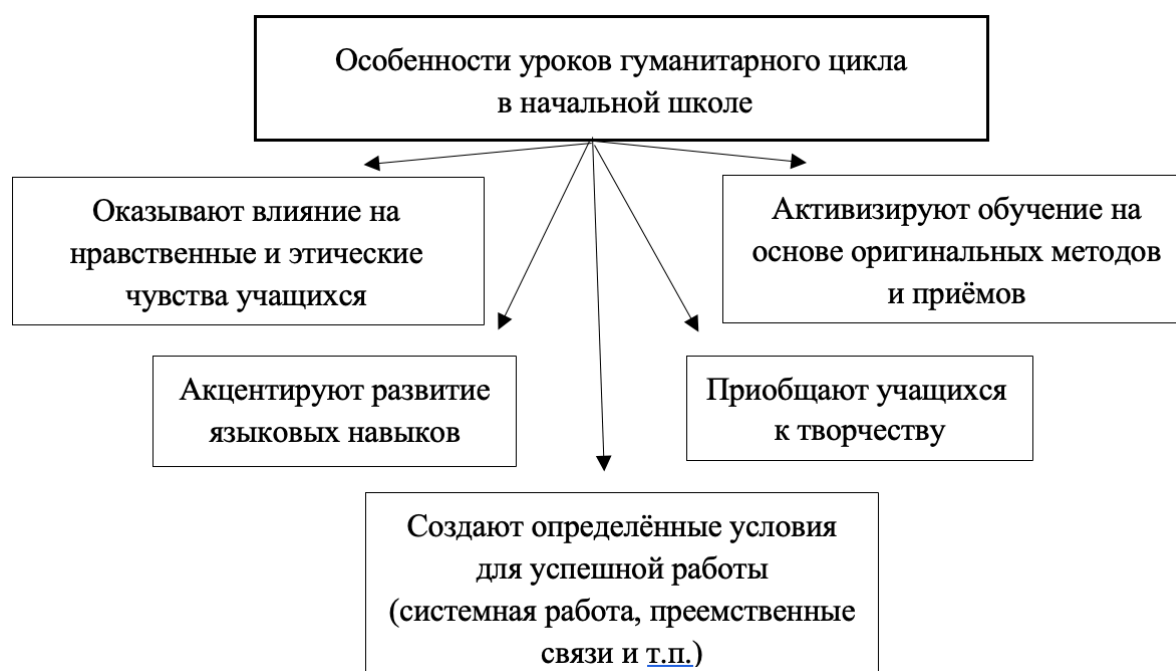 Особенности уроков гуманитарного цикла
в начальной школе
Оказывают влияние на
нравственные и этические
чувства учащихся
Активизируют обучение на
основе оригинальных методов
и приёмов
Акцентируют развитие
языковых навыков
Приобщают учащихся
к творчеству
Создают определённые условия
для успешной работы
(системная работа, преемственные
связи и т.п.)